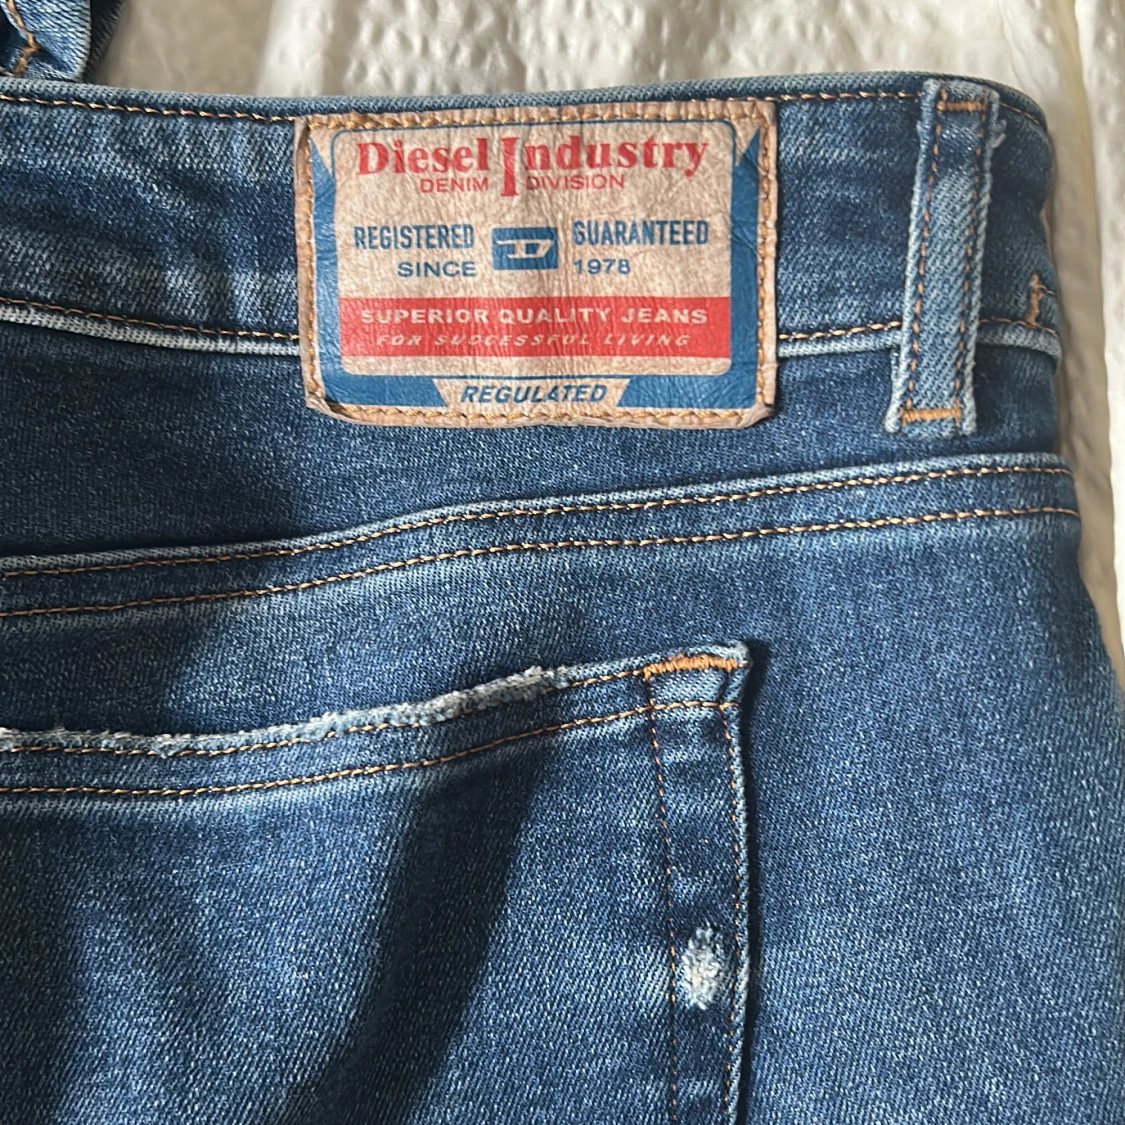 Diesel Industry
DENIM DIVISION
REGISTERED D GUARANTEED
SINCE 1978
SUPERIOR QUALITY JEANS
FOR SUCCESSFUL LIVING
REGULATED